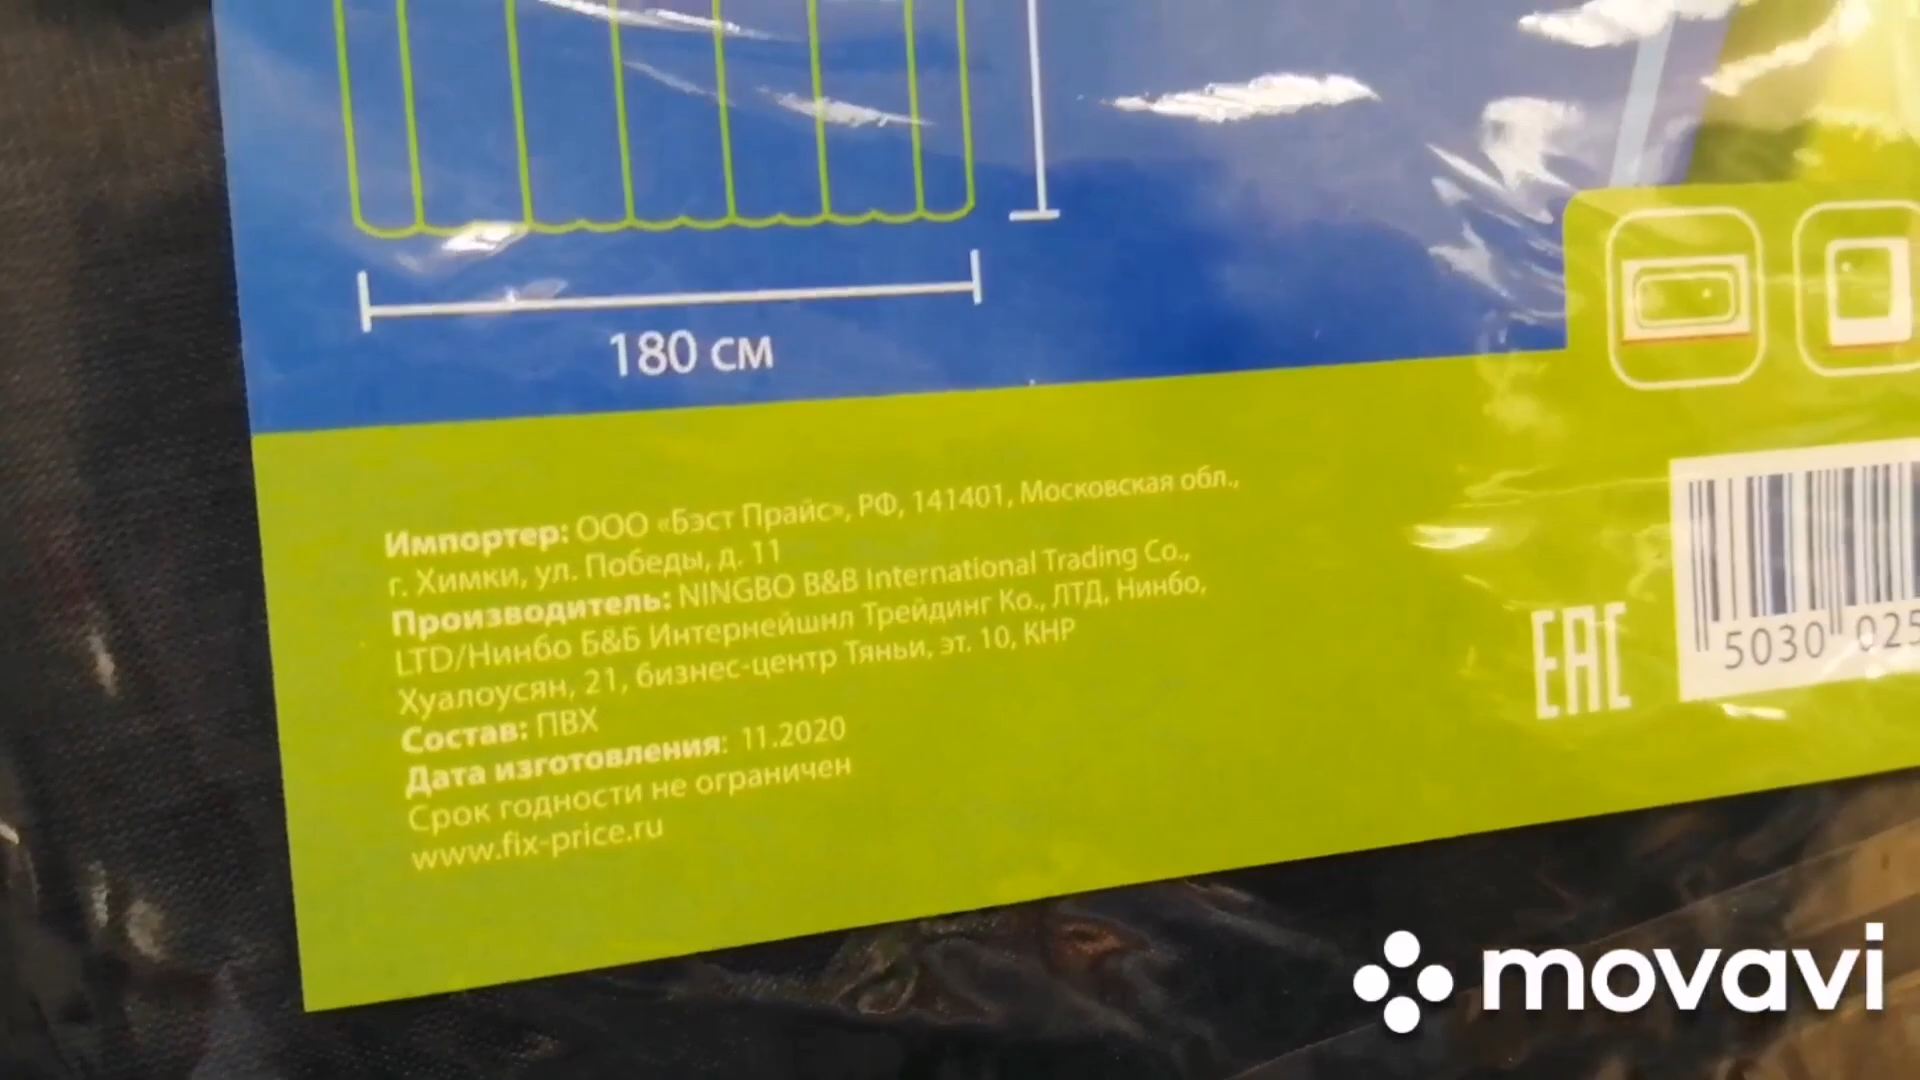 180 см
Импортер: ООО «Бэст Прайс», РФ, 141401, Московская обл.,
г. Химки, ул. Победы, д. 11
Производитель: NINGBO B&B International Trading Co.,
LTD/Нинбо Б&Б Интернейшнл Трейдинг Ко., ЛТД, Нинбо,
Хуалоусян, 21, бизнес-центр Тяньи, эт. 10, КНР
Состав: ПВХ
Дата изготовления: 11.2020
Срок годности не ограничен
www.fix-price.ru
EAC
5030 025
movavi